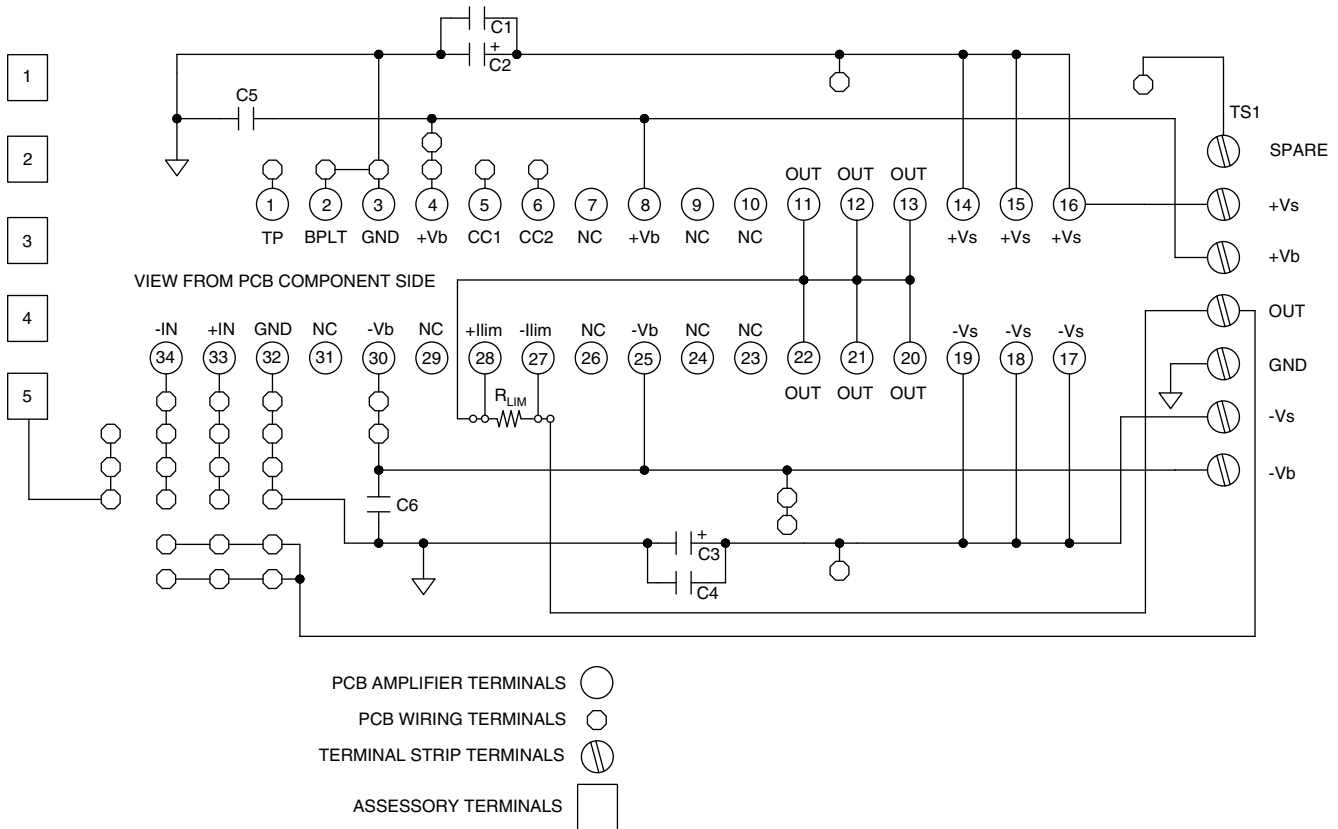 C1
+
C2
1
C5
TS1
2
SPARE
OUT OUT OUT
1 2 3 4 5 6 7 8 9 10 11 12 13 14 15 16
+Vs
TP BPLT GND +Vb CC1 CC2 NC +Vb NC NC +Vs +Vs +Vs
3
+Vb
VIEW FROM PCB COMPONENT SIDE
4
OUT
-IN +IN GND NC -Vb NC +Ilim -Ilim NC -Vb NC NC -Vs -Vs -Vs
34 33 32 31 30 29 28 27 26 25 24 23 22 21 20 19 18 17
GND
OUT OUT OUT
5
RLIM
-Vs
-Vb
C6
+
C3
C4
PCB AMPLIFIER TERMINALS
PCB WIRING TERMINALS
TERMINAL STRIP TERMINALS
ASSESSORY TERMINALS